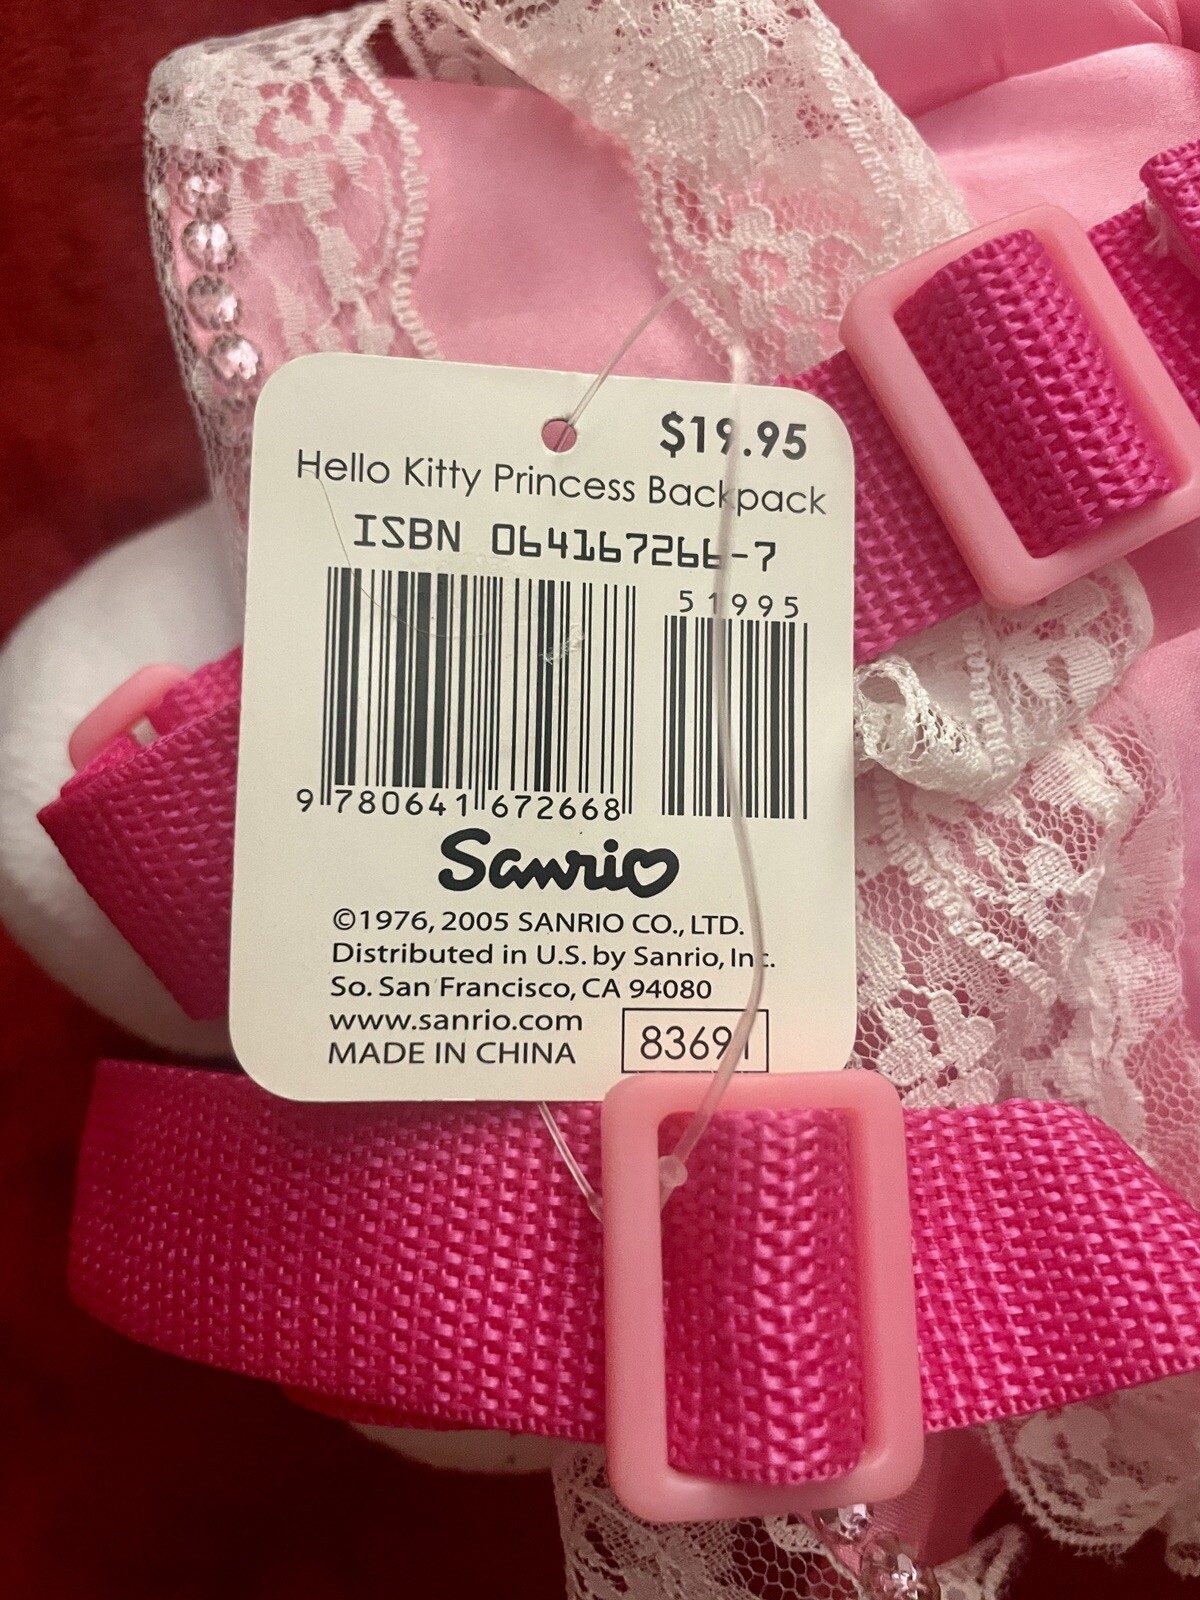 $19.95
Hello Kitty Princess Backpack
ISBN 064167266-7
51995
9 780641 672668
Sanrio
©1976, 2005 SANRIO CO., LTD.
Distributed in U.S. by Sanrio, Inc.
So. San Francisco, CA 94080
www.sanrio.com
MADE IN CHINA
83691